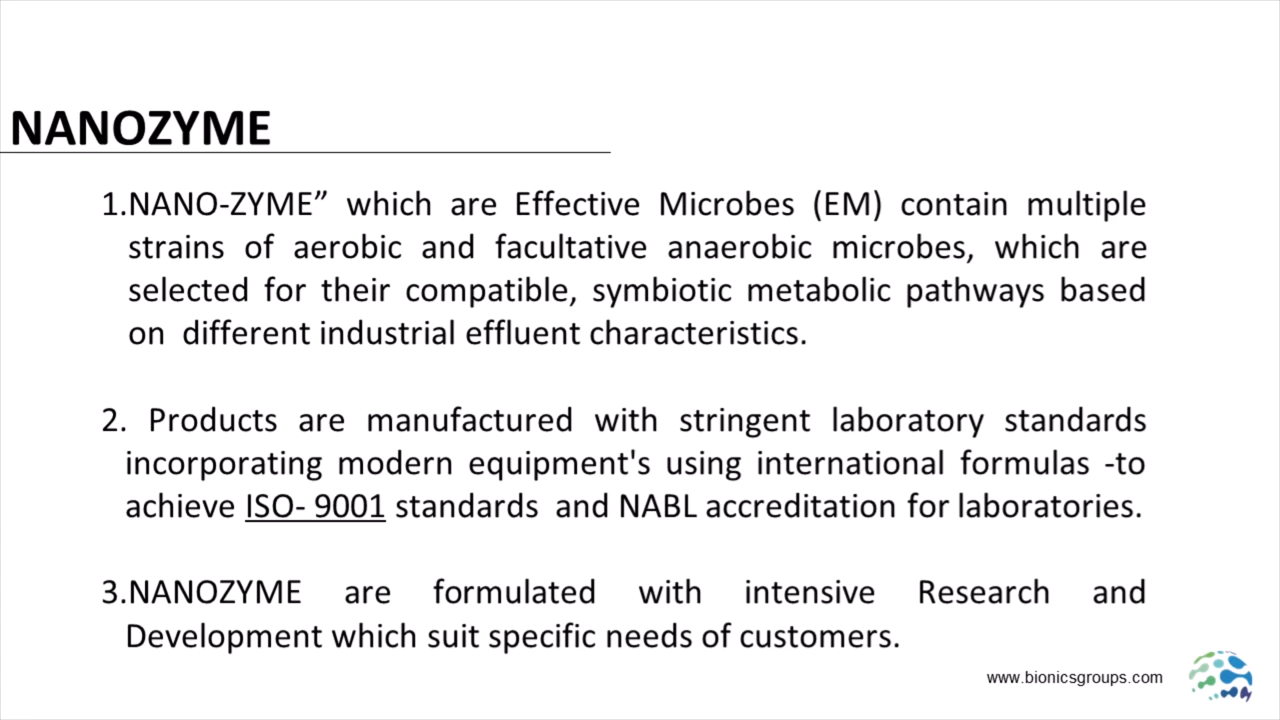 NANOZYME
1.NANO-ZYME” which are Effective Microbes (EM) contain multiple
strains of aerobic and facultative anaerobic microbes, which are
selected for their compatible, symbiotic metabolic pathways based
on different industrial effluent characteristics.
2. Products are manufactured with stringent laboratory standards
incorporating modern equipment's using international formulas -to
achieve ISO- 9001 standards and NABL accreditation for laboratories.
3.NANOZYME are formulated with intensive Research and
Development which suit specific needs of customers.
www.bionicsgroups.com